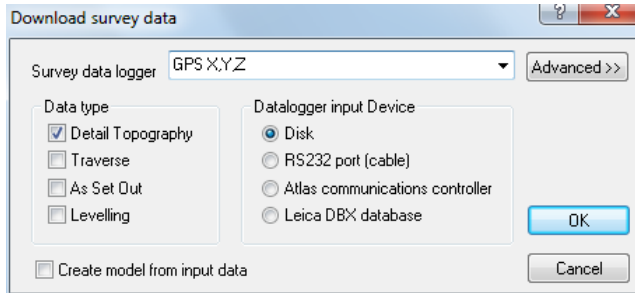 Download survey data
?
Survey data logger GPS X,Y,Z Advanced >>
Data type
Detail Topography
Traverse
As Set Out
Levelling
Datalogger input Device
Disk
RS232 port (cable)
Atlas communications controller
Leica DBX database
OK
Create model from input data
Cancel